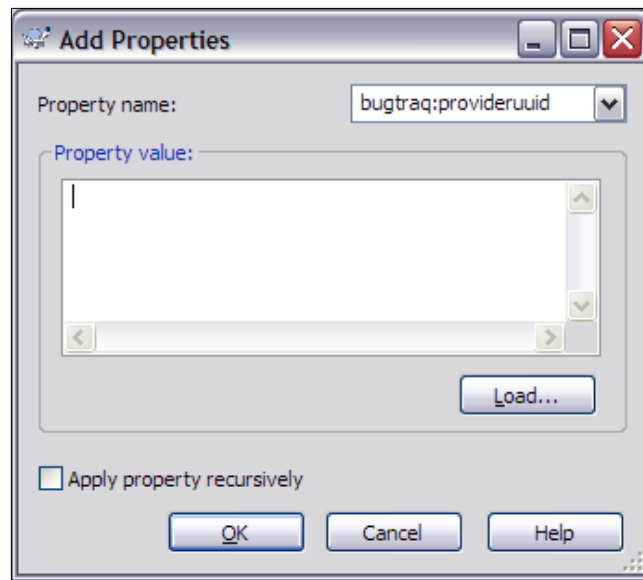 Add Properties
Property name: bugtraq:provideruuid
Property value:
Load...
Apply property recursively
OK Cancel Help